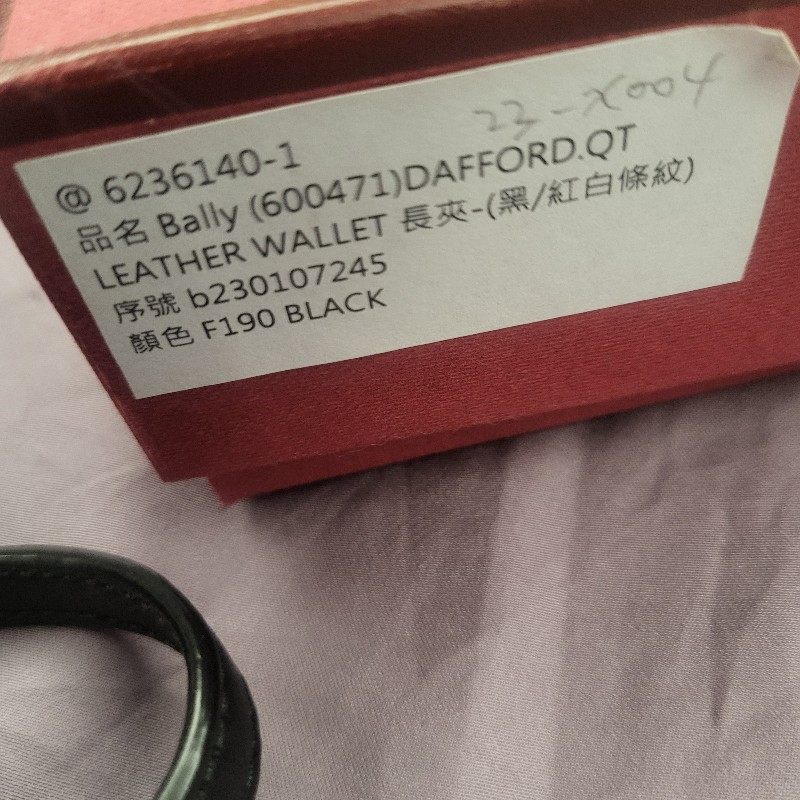 23-X004
@ 6236140-1
品名 Bally (600471)DAFFORD.QT
LEATHER WALLET 長夾-(黑/紅白條紋)
序號 b230107245
顏色 F190 BLACK